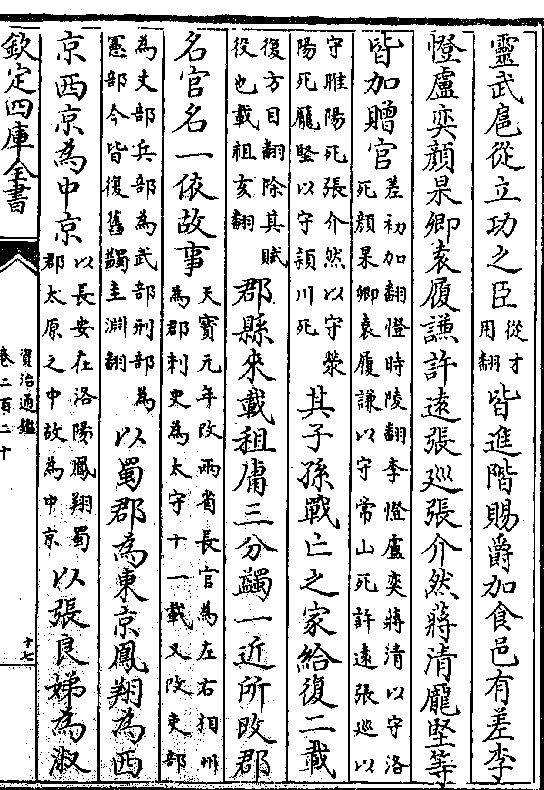 靈武扈從立功之臣從才用翻皆進階賜爵加食邑有差李
憕盧奕顔杲卿袁履謙許遠張廵張介然蔣清龎堅等
皆加贈官差初加翻憕時陵翻李憕盧奕蔣清以守洛死顔杲卿袁履謙以守常山死許遠張廵以
守睢陽死張介然以守滎陽死龎堅以守頴川死其子孫戰亡之家給復二載
復方目翻除其賦役也載祖亥翻郡縣來載租庸三分蠲一近所改郡
名官名一依故事天寶元年改兩省長官為左右相州為郡刺史為太守十一載又改吏部
為文部兵部為武部刑部為憲部今皆復舊蠲圭淵翻以蜀郡為東京鳳翔為西
京西京為中京以長安在洛陽鳳翔蜀郡太原之中故為中京以張良娣為淑
欽定四庫全書
資治通鑑
卷二百二十
十七